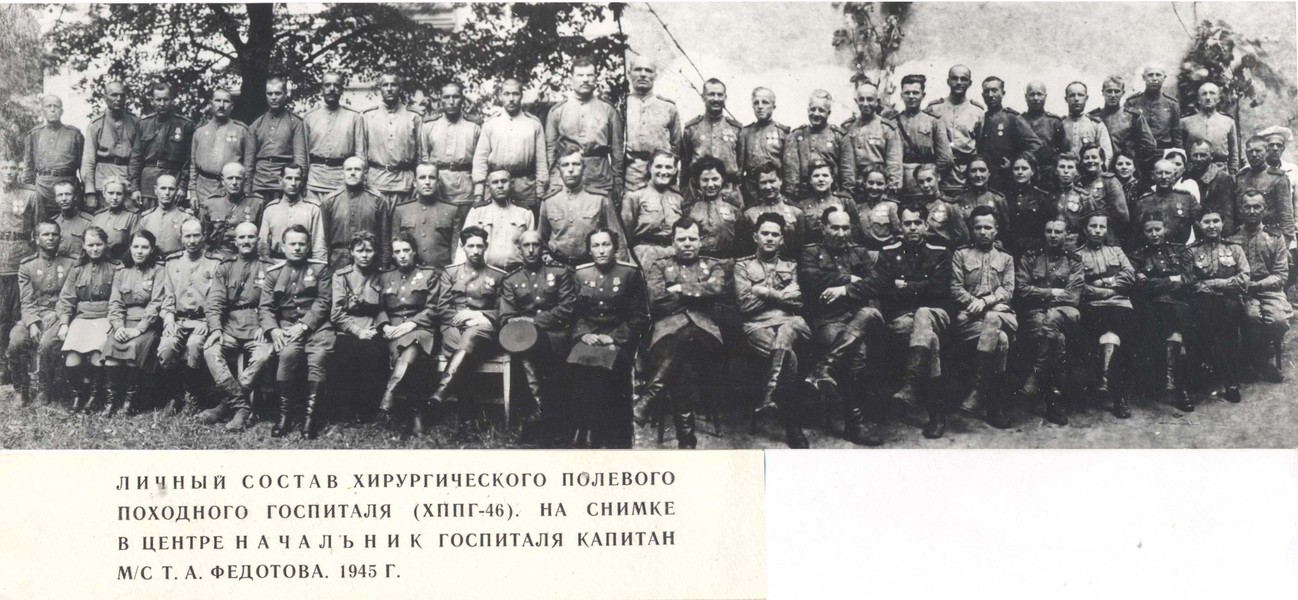 ЛИЧНЫЙ СОСТАВ ХИРУРГИЧЕСКОГО ПОЛЕВОГО
ПОХОДНОГО ГОСПИТАЛЯ (ХППГ-46). НА СНИМКЕ
В ЦЕНТРЕ НАЧАЛЬНИК ГОСПИТАЛЯ КАПИТАН
М/С Т. А. ФЕДОТОВА. 1945 Г.